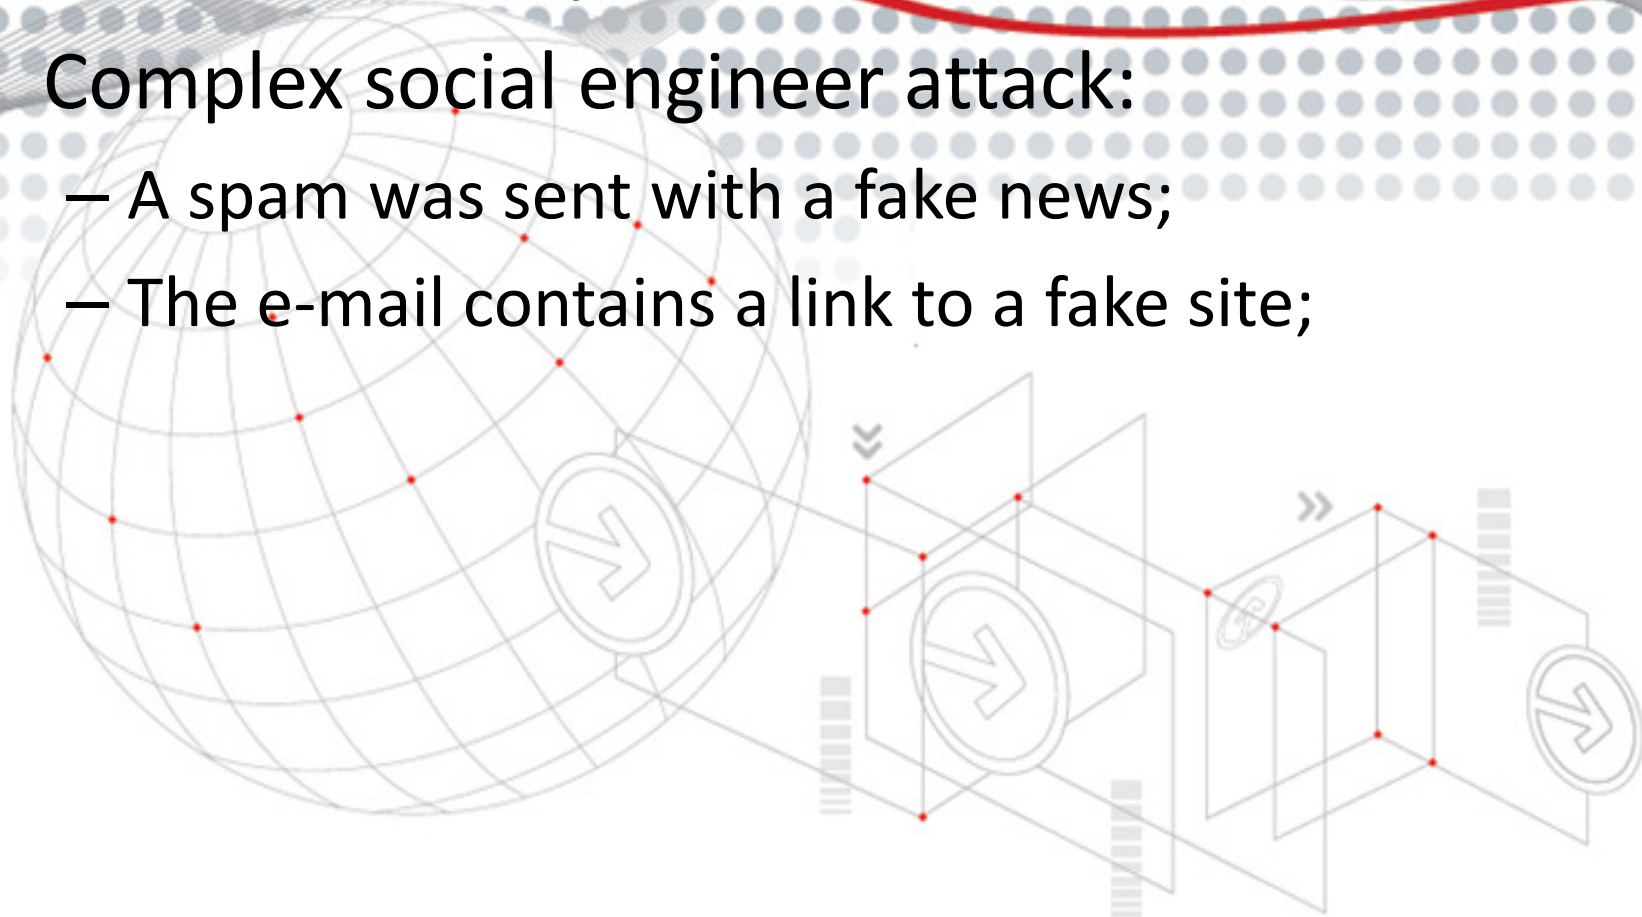 Complex social engineer attack:
– A spam was sent with a fake news;
– The e-mail contains a link to a fake site;